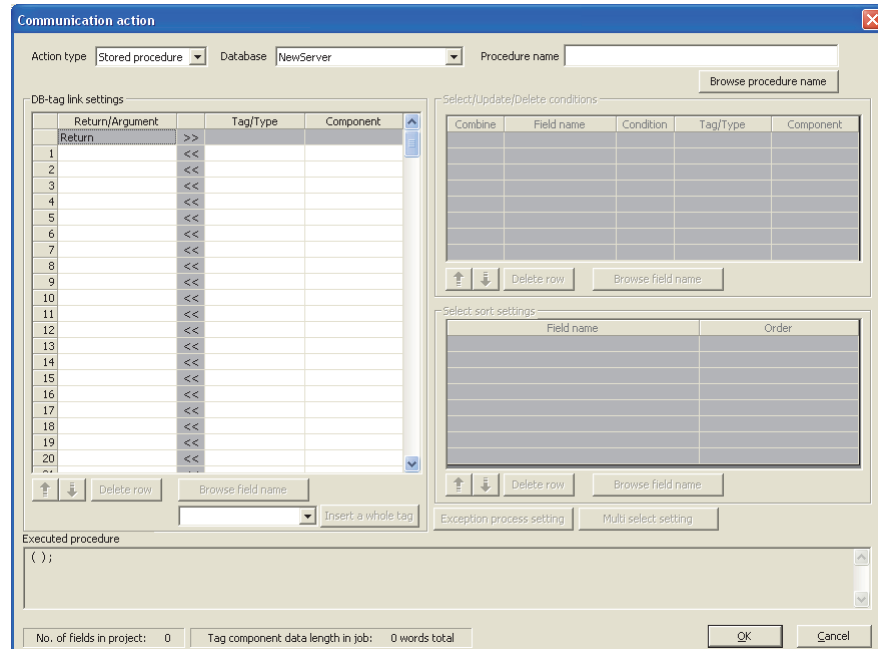 Communication action
Action type Stored procedure Database NewServer Procedure name
Browse procedure name
DB-tag link settings
Return/Argument Tag/Type Component
Return >>
1 <<
2 <<
3 <<
4 <<
5 <<
6 <<
7 <<
8 <<
9 <<
10 <<
11 <<
12 <<
13 <<
14 <<
15 <<
16 <<
17 <<
18 <<
19 <<
20 <<
Delete row Browse field name
Insert a whole tag
Select/Update/Delete conditions
Combine Field name Condition Tag/Type Component
Delete row Browse field name
Select sort settings
Field name Order
Delete row Browse field name
Exception process setting Multi select setting
Executed procedure
( );
No. of fields in project: 0 Tag component data length in job: 0 words total
OK Cancel